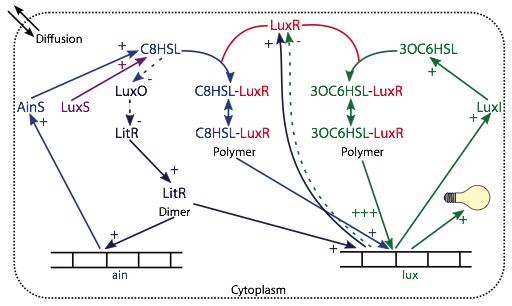 LuxR
+
C8HSL
+
3OC6HSL
Diffusion
+
-
+
-
+
AinS
LuxS
LuxO
C8HSL-LuxR
3OC6HSL-LuxR
LuxI
+
-
+
LitR
C8HSL-LuxR
3OC6HSL-LuxR
Polymer
Polymer
+
LitR
Dimer
+++
+
+
+
+
ain
lux
Cytoplasm